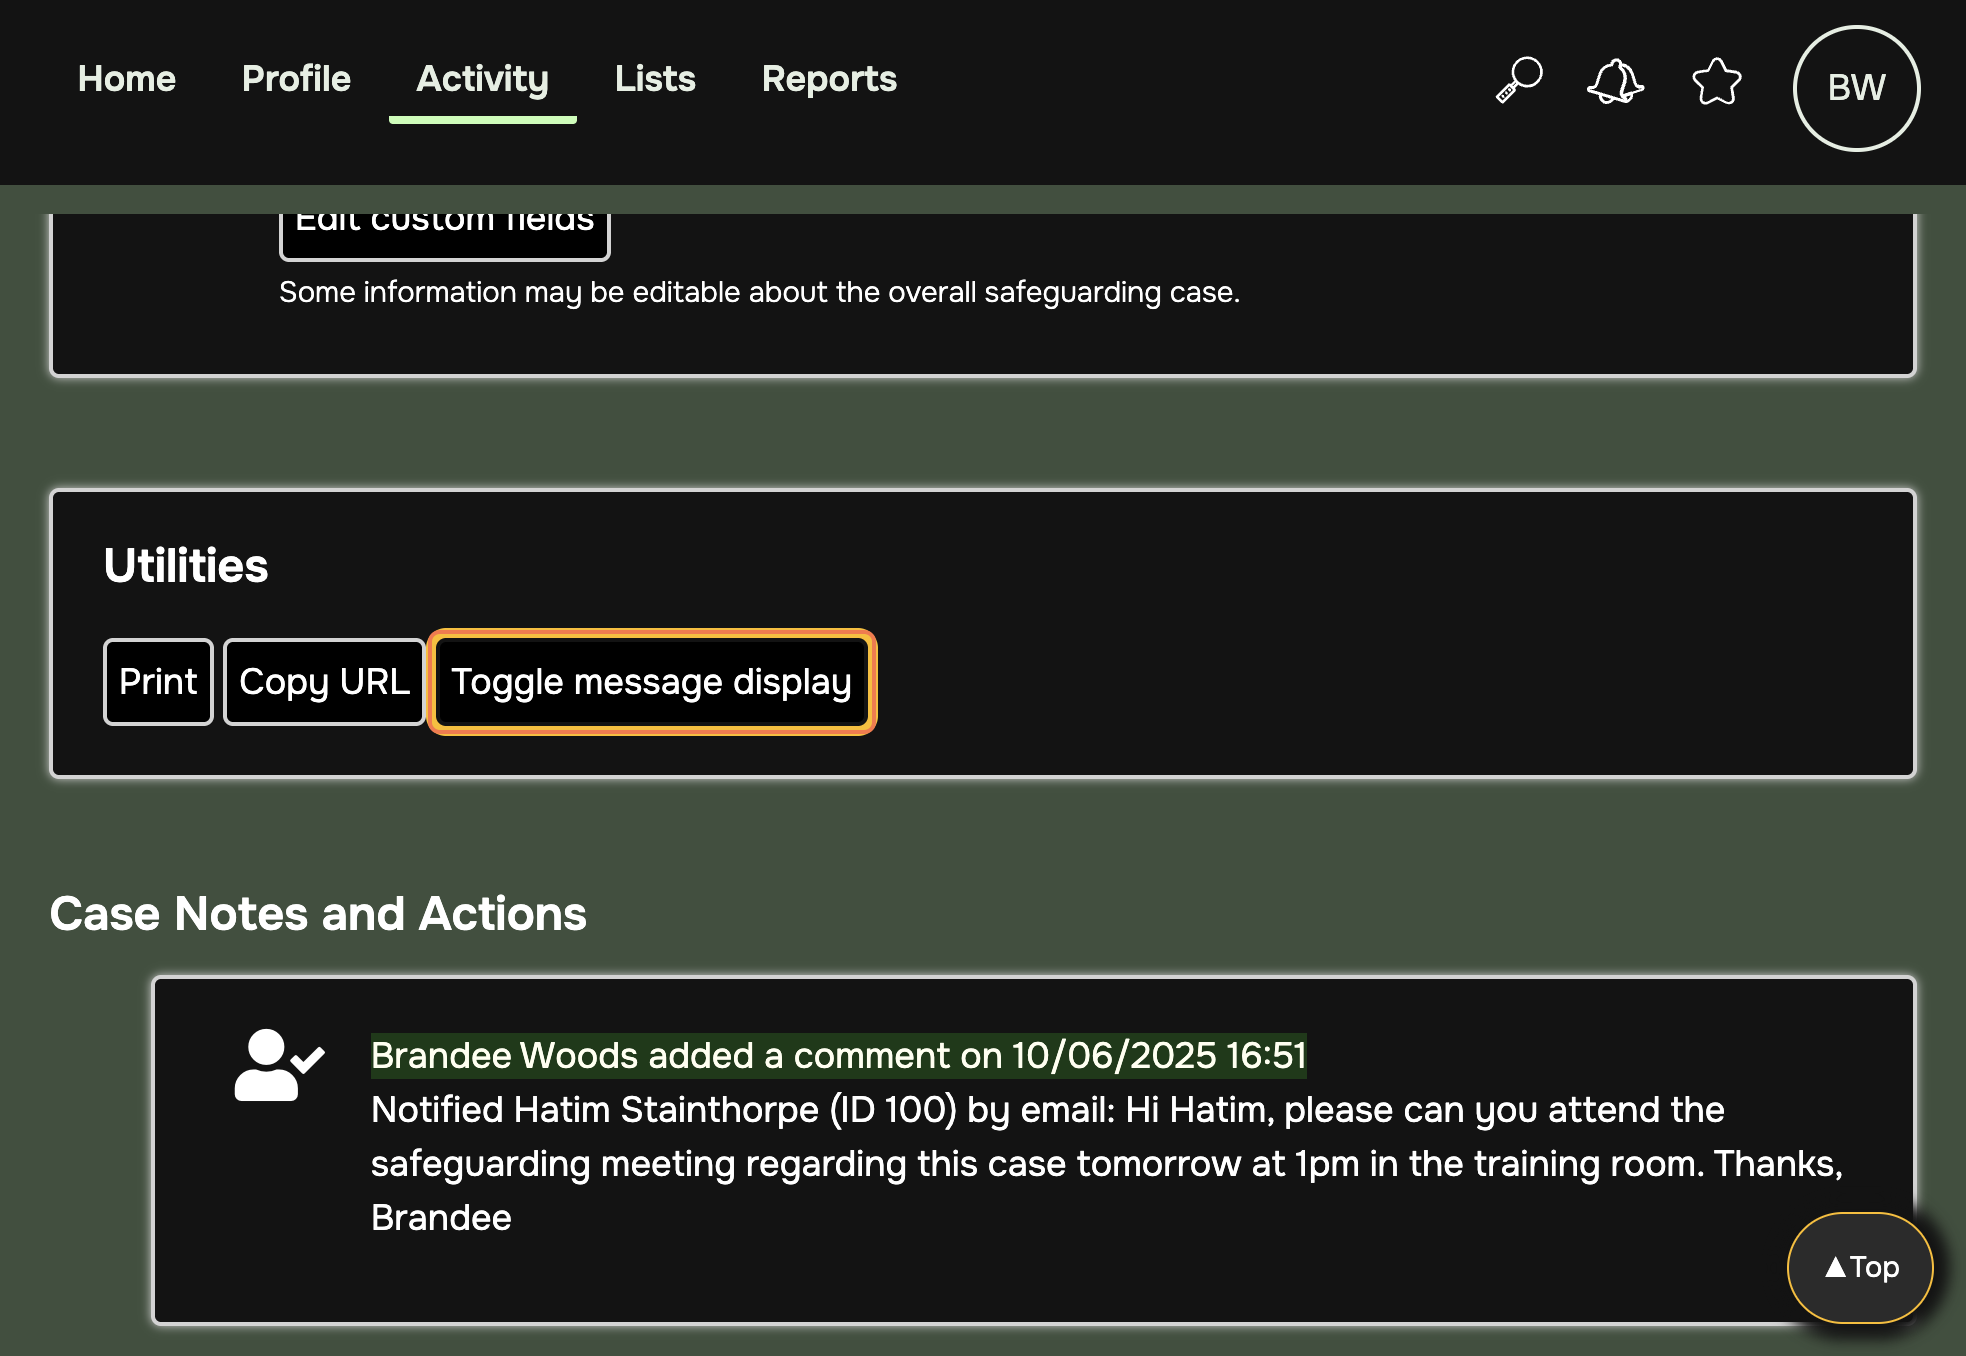 Home Profile Activity Lists Reports BW
Edit custom fields
Some information may be editable about the overall safeguarding case.
Utilities
Print Copy URL Toggle message display
Case Notes and Actions
Brandee Woods added a comment on 10/06/2025 16:51
Notified Hatim Stainthorpe (ID 100) by email: Hi Hatim, please can you attend the
safeguarding meeting regarding this case tomorrow at 1pm in the training room. Thanks,
Brandee
▲Top